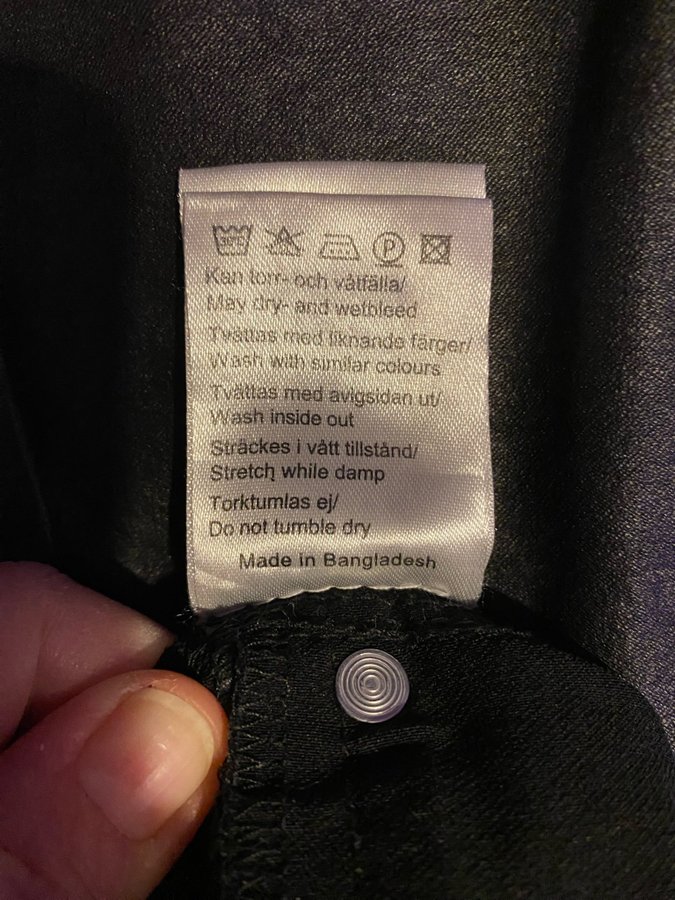 30°C P
Kan torr- och våtfälla/
May dry- and wetbleed
Tvättas med liknande färger/
Wash with similar colours
Tvättas med avigsidan ut/
Wash inside out
Sträckes i vått tillstånd/
Stretch while damp
Torktumlas ej/
Do not tumble dry
Made in Bangladesh